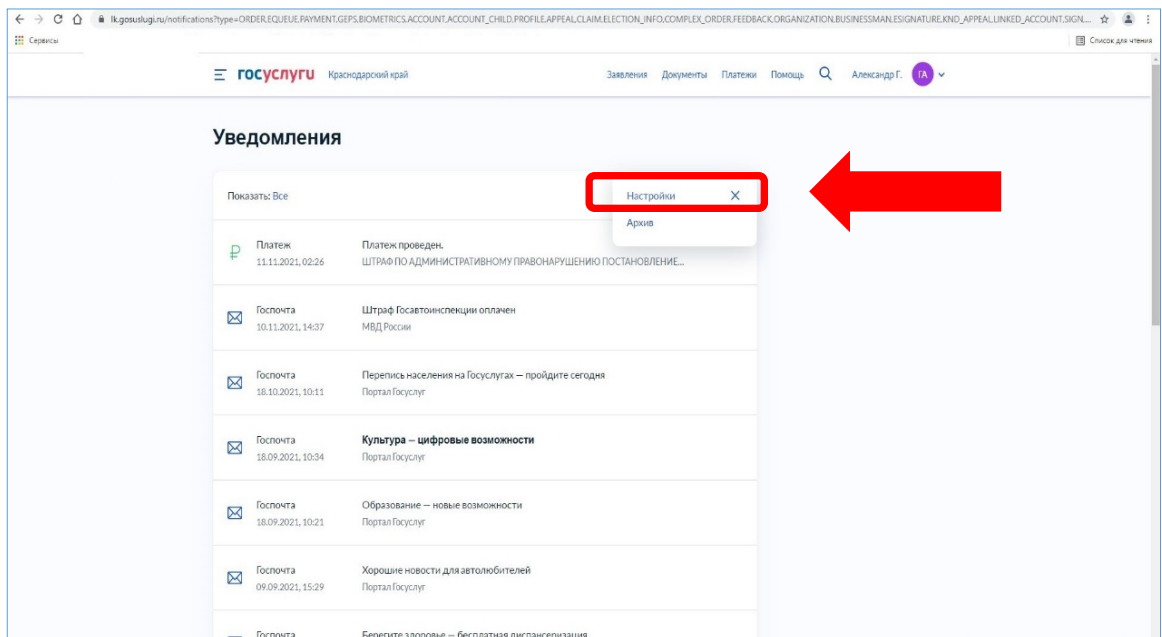 lk.gosuslugi.ru/notifications?type=ORDER,EQUEUE,PAYMENT,GEPS,BIOMETRICS,ACCOUNT,ACCOUNT_CHILD,PROFILE,APPEAL,CLAIM,ELECTION_INFO,COMPLEX_ORDER,FEEDBACK,ORGANIZATION,BUSINESSMAN,ESIGNATURE,KND_APPEAL,LINKED_ACCOUNT,SIGN...
Сервисы Список для чтения
госуслуги Краснодарский край Заявления Документы Платежи Помощь Александр Г. ГА
Уведомления
Показать: Все Настройки
Архив
Платеж Платеж проведен.
11.11.2021, 02:26 ШТРАФ ПО АДМИНИСТРАТИВНОМУ ПРАВОНАРУШЕНИЮ ПОСТАНОВЛЕНИЕ...
Госпочта Штраф Госавтоинспекции оплачен
10.11.2021, 14:37 МВД России
Госпочта Перепись населения на Госуслугах — пройдите сегодня
18.10.2021, 10:11 Портал Госуслуг
Госпочта Культура — цифровые возможности
18.09.2021, 10:34 Портал Госуслуг
Госпочта Образование — новые возможности
18.09.2021, 10:21 Портал Госуслуг
Госпочта Хорошие новости для автолюбителей
09.09.2021, 15:29 Портал Госуслуг
Госпочта Берегите здоровье — бесплатная диспансеризация